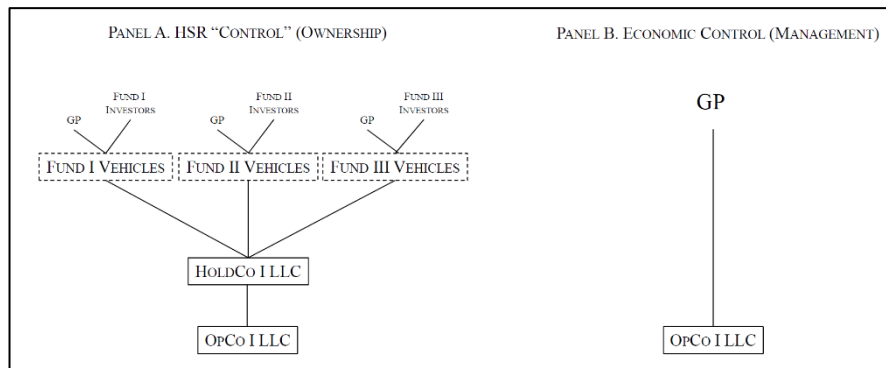 PANEL A. HSR “CONTROL” (OWNERSHIP)
FUND I
INVESTORS
GP
FUND II
INVESTORS
GP
FUND III
INVESTORS
GP
FUND I VEHICLES
FUND II VEHICLES
FUND III VEHICLES
HOLDCO I LLC
OPCO I LLC
PANEL B. ECONOMIC CONTROL (MANAGEMENT)
GP
OPCO I LLC